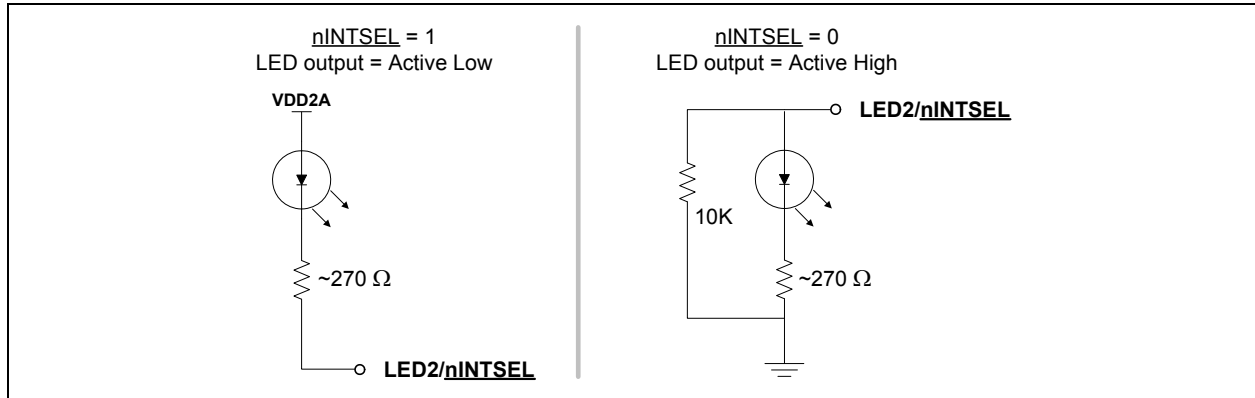 nINTSEL = 1
LED output = Active Low
VDD2A
~270 Ω
LED2/nINTSEL
nINTSEL = 0
LED output = Active High
LED2/nINTSEL
10K
~270 Ω